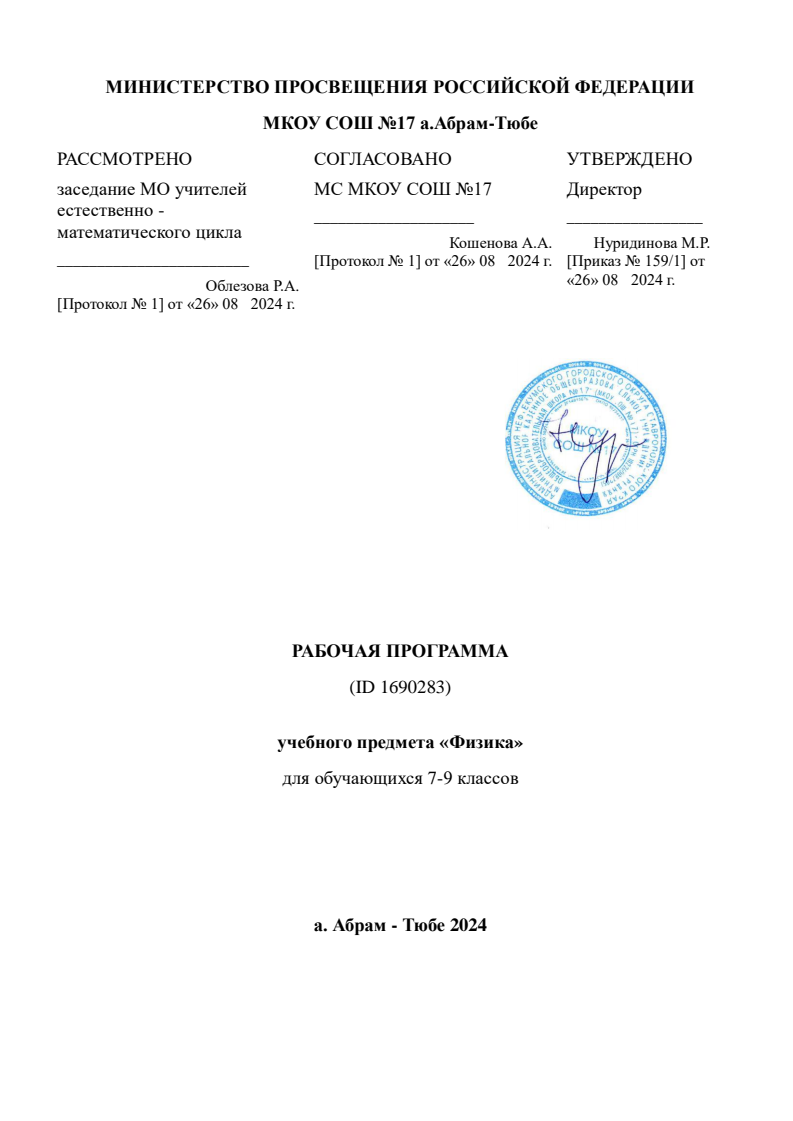 МИНИСТЕРСТВО ПРОСВЕЩЕНИЯ РОССИЙСКОЙ ФЕДЕРАЦИИ
МКОУ СОШ №17 а.Абрам-Тюбе
РАССМОТРЕНО
заседание МО учителей
естественно -
математического цикла
Облезова Р.А.
[Протокол № 1] от «26» 08 2024 г.
СОГЛАСОВАНО
МС МКОУ СОШ №17
Кошенова А.А.
[Протокол № 1] от «26» 08 2024 г.
УТВЕРЖДЕНО
Директор
Нуридинова М.Р.
[Приказ № 159/1] от
«26» 08 2024 г.
МКОУ
СОШ №17
РАБОЧАЯ ПРОГРАММА
(ID 1690283)
учебного предмета «Физика»
для обучающихся 7-9 классов
а. Абрам - Тюбе 2024